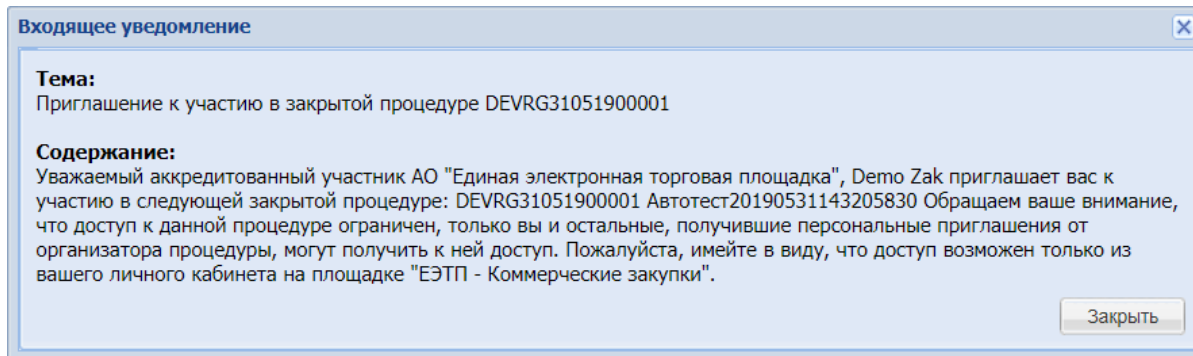 Входящее уведомление
Тема:
Приглашение к участию в закрытой процедуре DEVRG31051900001
Содержание:
Уважаемый аккредитованный участник АО "Единая электронная торговая площадка", Demo Zak приглашает вас к
участию в следующей закрытой процедуре: DEVRG31051900001 Автотест20190531143205830 Обращаем ваше внимание,
что доступ к данной процедуре ограничен, только вы и остальные, получившие персональные приглашения от
организатора процедуры, могут получить к ней доступ. Пожалуйста, имейте в виду, что доступ возможен только из
вашего личного кабинета на площадке "ЕЭТП - Коммерческие закупки".
Закрыть